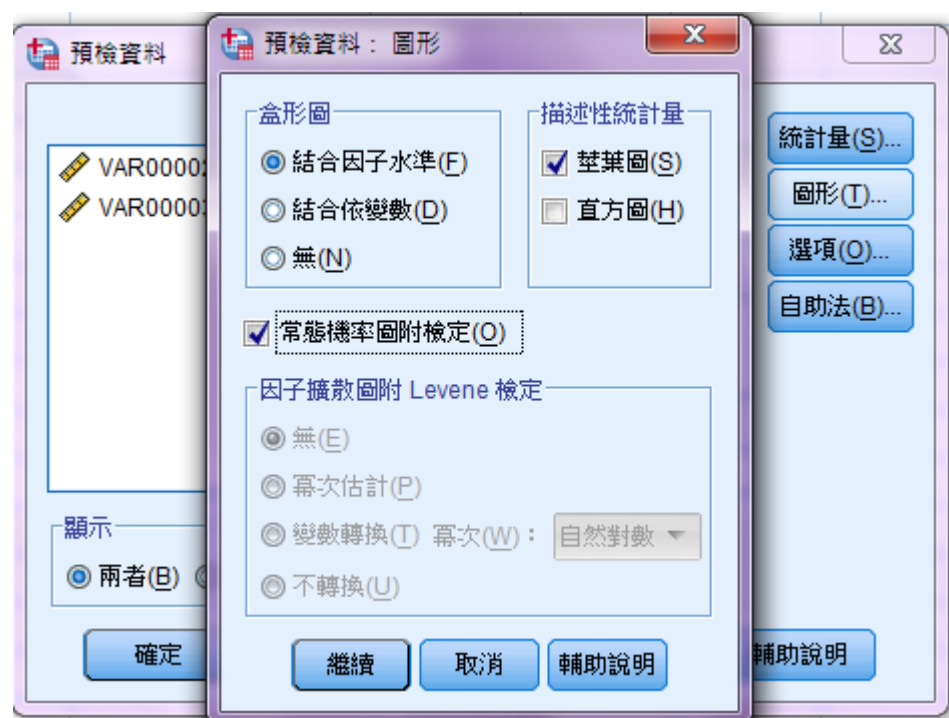 預檢資料
預檢資料： 圖形
盒形圖
結合因子水準(F)
結合依變數(D)
無(N)
描述性統計量
莖葉圖(S)
直方圖(H)
常態機率圖附檢定(O)
因子擴散圖附 Levene 檢定
無(E)
冪次估計(P)
變數轉換(T) 冪次(W)： 自然對數
不轉換(U)
繼續
取消
輔助說明
VAR0000
VAR0000
統計量(S)...
圖形(T)...
選項(O)...
自助法(B)...
顯示
兩者(B)
確定
輔助說明